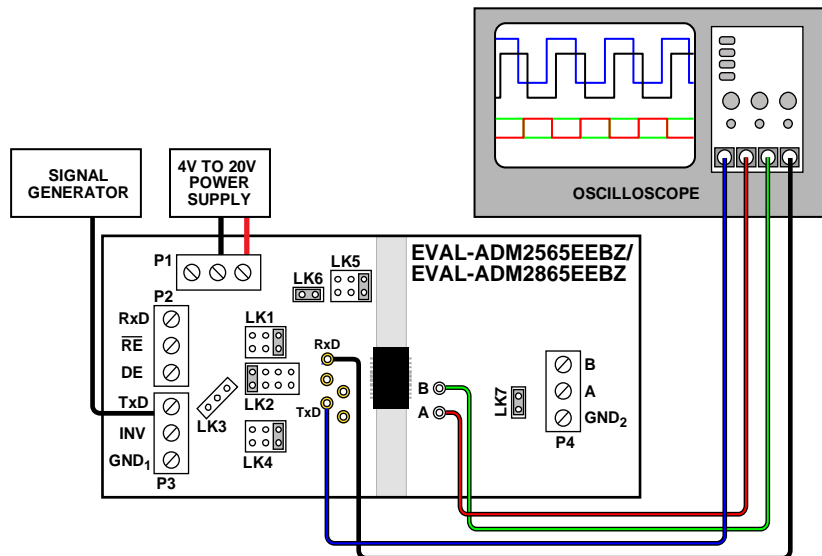 SIGNAL
GENERATOR
4V TO 20V
POWER
SUPPLY
OSCILLOSCOPE
EVAL-ADM2565EEBZ/
EVAL-ADM2865EEBZ
P1
LK5
LK6
P2
RxD
RE
DE
LK1
LK2
RxD
TxD
TxD
INV
GND1
P3
LK3
LK4
B
A
LK7
B
A
GND2
P4